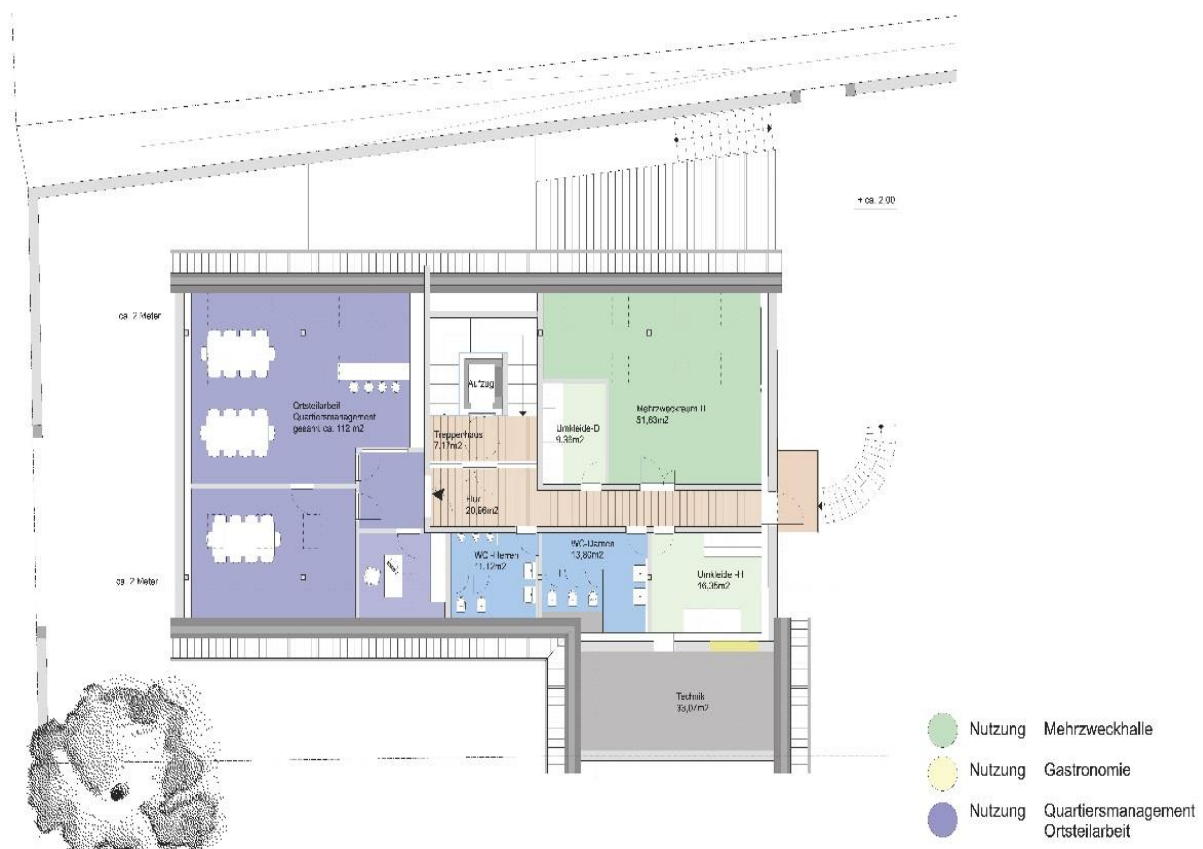 + ca. 2.00
ca. 2 Meter
Ortsteilarbeit
Quartiersmanagement
gesamt ca. 112 m2
Aufzug
Treppenhaus
7,17m2
Umkleide-D
9,36m2
Mehrzweckraum II
51,63m2
Flur
20,96m2
ca. 2 Meter
WC-Herren
11,12m2
WC-Damen
13,80m2
Umkleide -H
16,35m2
Technik
33,07m2
Nutzung Mehrzweckhalle
Nutzung Gastronomie
Nutzung Quartiersmanagement
Ortsteilarbeit